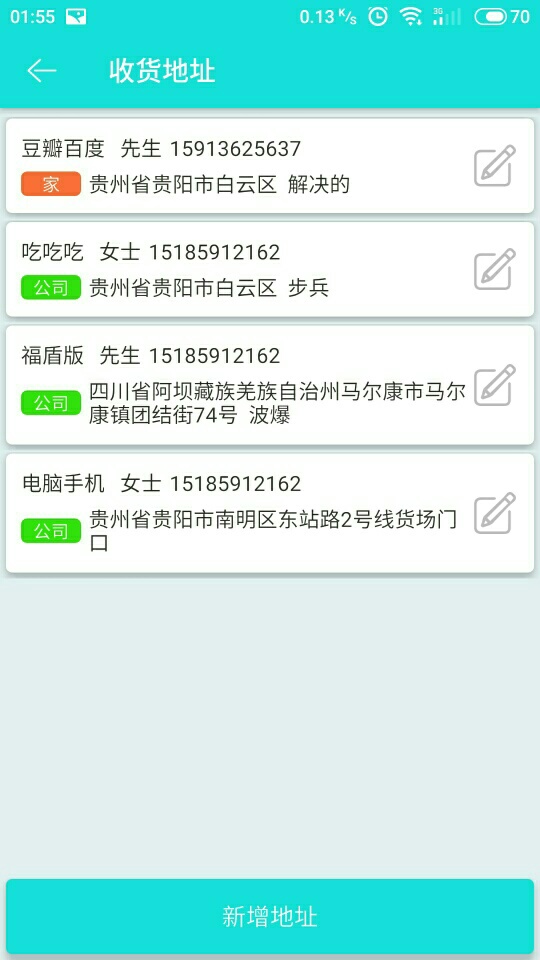 01:55 0.13 K/s 3G 70
收货地址
豆瓣百度 先生 15913625637
家 贵州省贵阳市白云区 解决的
吃吃吃 女士 15185912162
公司 贵州省贵阳市白云区 步兵
福盾版 先生 15185912162
公司 四川省阿坝藏族羌族自治州马尔康市马尔
康镇团结街74号 波爆
电脑手机 女士 15185912162
公司 贵州省贵阳市南明区东站路2号线货场门
口
新增地址